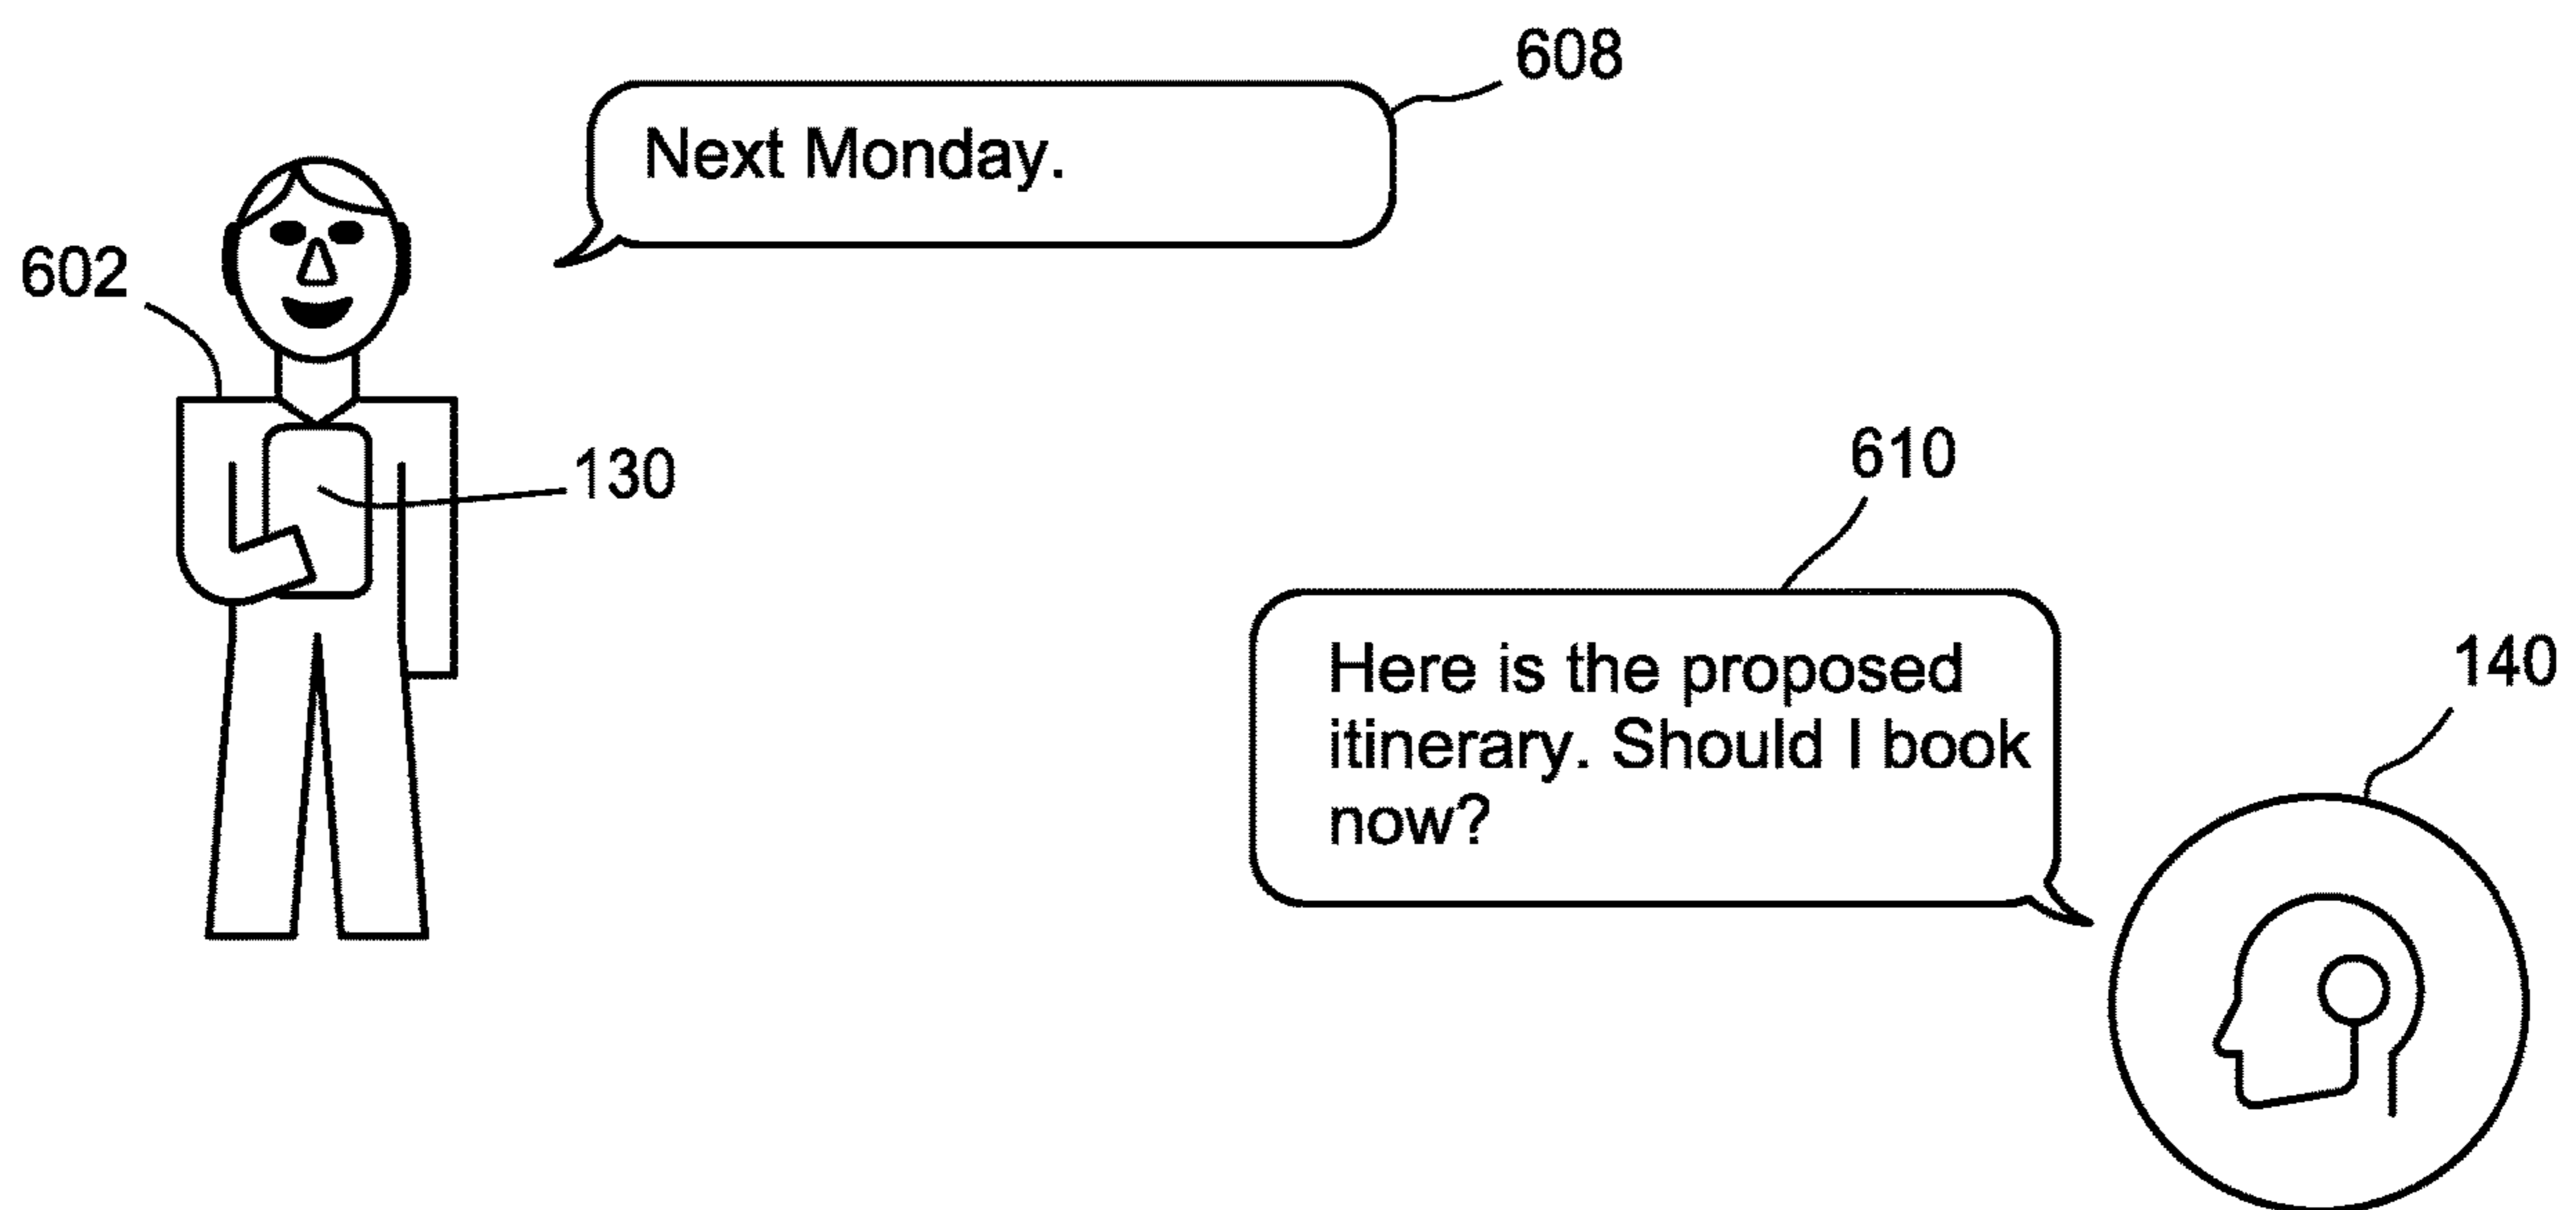 608
Next Monday.
602
130
610
Here is the proposed
itinerary. Should I book
now?
140